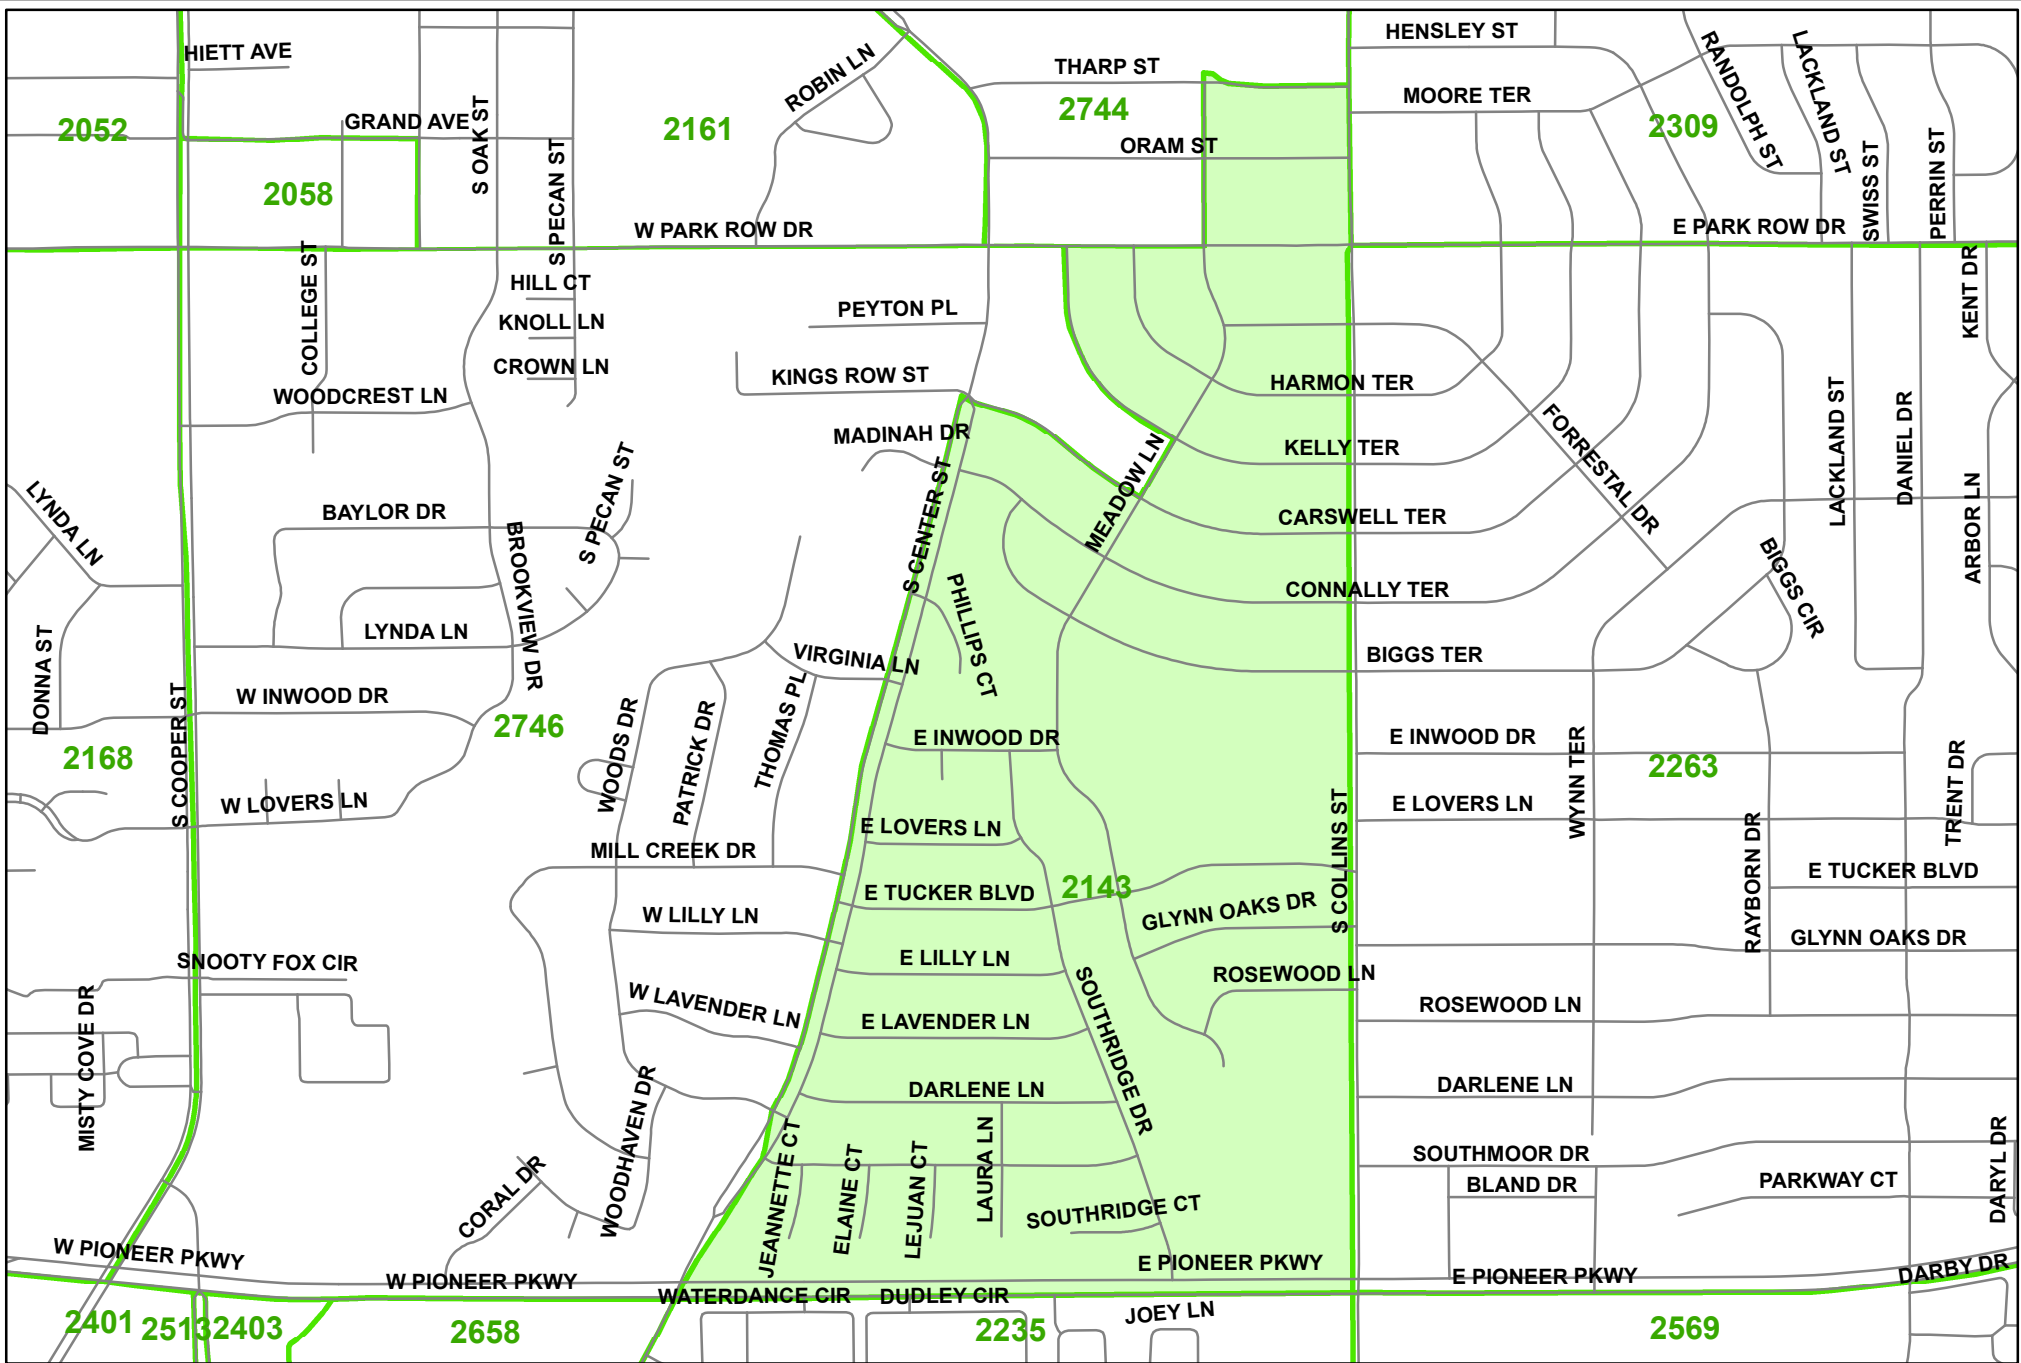 HENSLEY ST
HIETT AVE
ROBIN LN
THARP ST
RANDOLPH ST
LACKLAND ST
MOORE TER
2744
GRAND AVE
S OAK ST
2052
2161
2309
ORAM ST
S PECAN ST
SWISS ST
PERRIN ST
2058
W PARK ROW DR
E PARK ROW DR
COLLEGE ST
HILL CT
KENT DR
PEYTON PL
KNOLL LN
CROWN LN
KINGS ROW ST
HARMON TER
WOODCREST LN
LACKLAND ST
DANIEL DR
MADINAH DR
KELLY TER
FORRESTAL DR
MEADOW LN
LYNDA LN
BAYLOR DR
S PECAN ST
S CENTER ST
CARSWELL TER
ARBOR LN
BROOKVIEW DR
BIGGS CIR
CONNALLY TER
PHILLIPS CT
LYNDA LN
DONNA ST
VIRGINIA LN
BIGGS TER
W INWOOD DR
S COOPER ST
2746
WOODS DR
PATRICK DR
THOMAS PL
E INWOOD DR
E INWOOD DR
2168
2263
WYNN TER
TRENT DR
W LOVERS LN
E LOVERS LN
E LOVERS LN
S COLLINS ST
MILL CREEK DR
RAYBORN DR
E TUCKER BLVD
2143
E TUCKER BLVD
W LILLY LN
GLYNN OAKS DR
GLYNN OAKS DR
SNOOTY FOX CIR
E LILLY LN
ROSEWOOD LN
W LAVENDER LN
E LAVENDER LN
SOUTHRIDGE DR
ROSEWOOD LN
MISTY COVE DR
DARLENE LN
DARLENE LN
WOODHAVEN DR
JEANNETTE CT
ELAINE CT
LEJUAN CT
LAURA LN
SOUTHMOOR DR
DARYL DR
CORAL DR
BLAND DR
PARKWAY CT
SOUTHRIDGE CT
W PIONEER PKWY
W PIONEER PKWY
E PIONEER PKWY
E PIONEER PKWY
DARBY DR
WATERDANCE CIR
DUDLEY CIR
JOEY LN
2401
2513
2403
2658
2235
2569